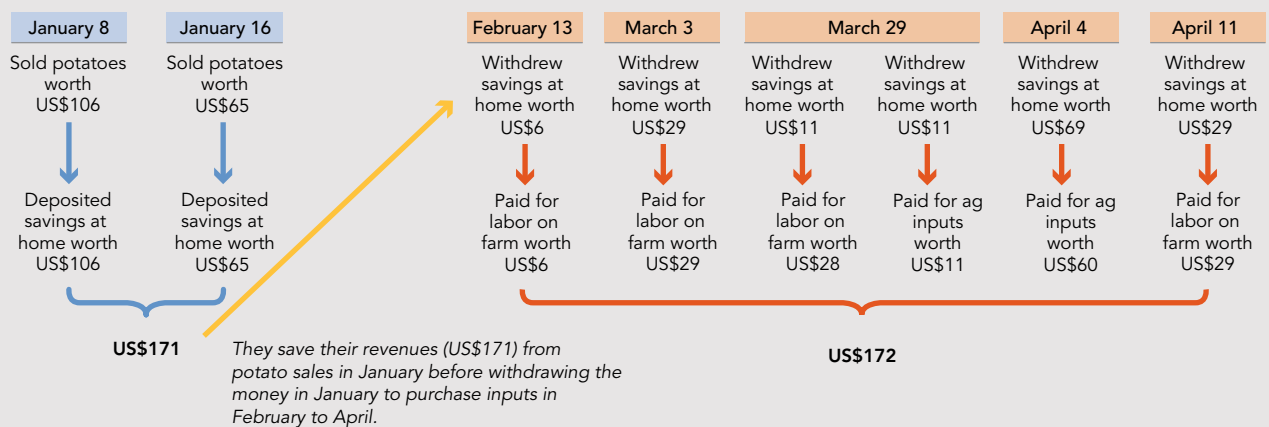 January 8
Sold potatoes
worth
US$106
Deposited
savings at
home worth
US$106
January 16
Sold potatoes
worth
US$65
Deposited
savings at
home worth
US$65
US$171
They save their revenues (US$171) from
potato sales in January before withdrawing the
money in January to purchase inputs in
February to April.
February 13
Withdrew
savings at
home worth
US$6
Paid for
labor on
farm worth
US$6
March 3
Withdrew
savings at
home worth
US$29
Paid for
labor on
farm worth
US$29
March 29
Withdrew
savings at
home worth
US$11
Paid for
labor on
farm worth
US$28
Withdrew
savings at
home worth
US$11
Paid for ag
inputs
worth
US$11
April 4
Withdrew
savings at
home worth
US$69
Paid for ag
inputs
worth
US$60
April 11
Withdrew
savings at
home worth
US$29
Paid for
labor on
farm worth
US$29
US$172